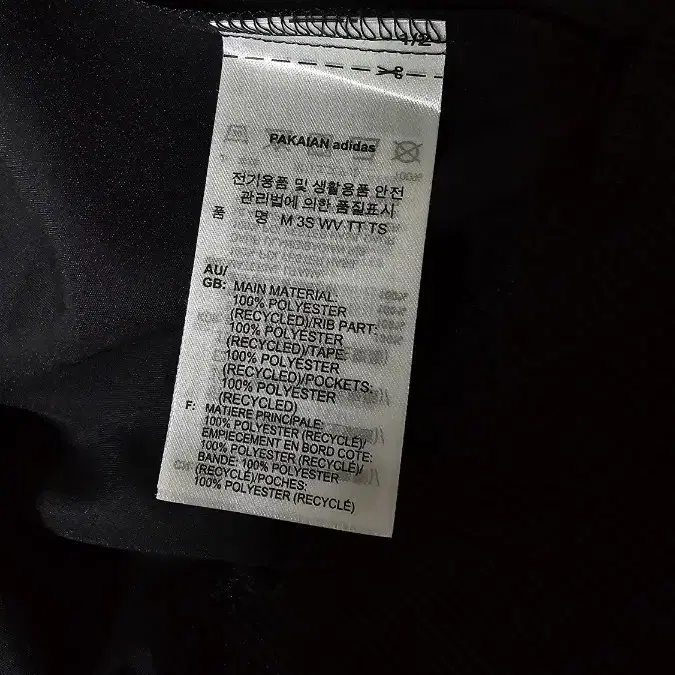 1/2
PAKAIAN adidas
전기용품 및 생활용품 안전
관리법에 의한 품질표시
품 명 M 3S WV TT TS
AU/
GB: MAIN MATERIAL:
100% POLYESTER
(RECYCLED)/RIB PART:
100% POLYESTER
(RECYCLED)/TAPE:
100% POLYESTER
(RECYCLED)/POCKETS:
100% POLYESTER
(RECYCLED)
F: MATIERE PRINCIPALE:
100% POLYESTER (RECYCLÉ)/
EMPIECEMENT EN BORD COTE:
100% POLYESTER (RECYCLÉ)/
BANDE: 100% POLYESTER
(RECYCLÉ)/POCHES:
100% POLYESTER (RECYCLÉ)